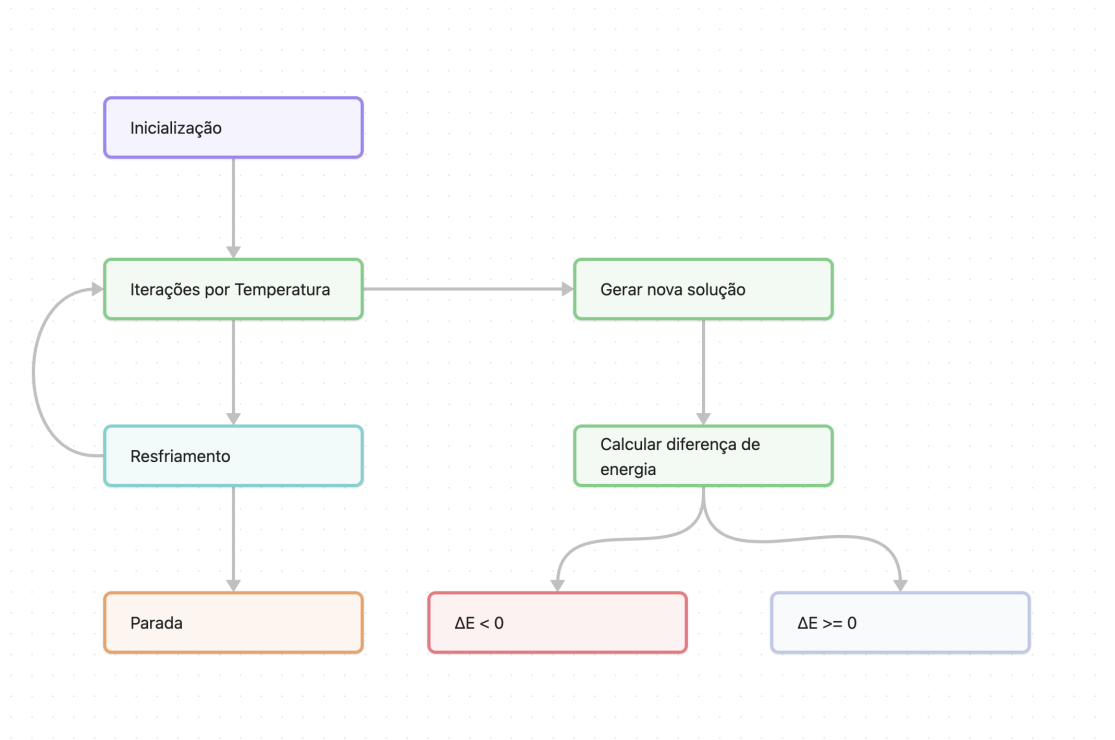 Inicialização
Iterações por Temperatura
Gerar nova solução
Resfriamento
Calcular diferença de
energia
Parada
ΔE < 0
ΔE >= 0